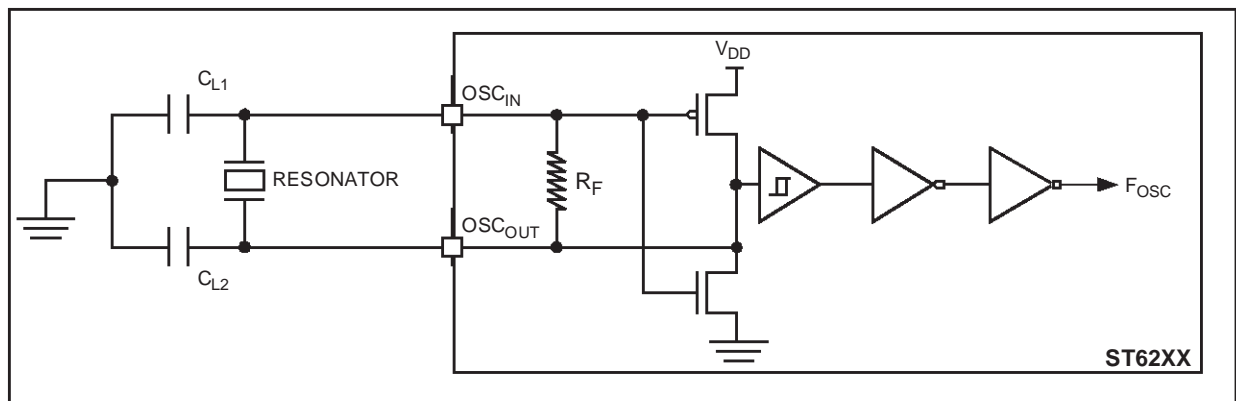 V_DD
C_L1
OSC_IN
RESONATOR
R_F
F_OSC
OSC_OUT
C_L2
ST62XX